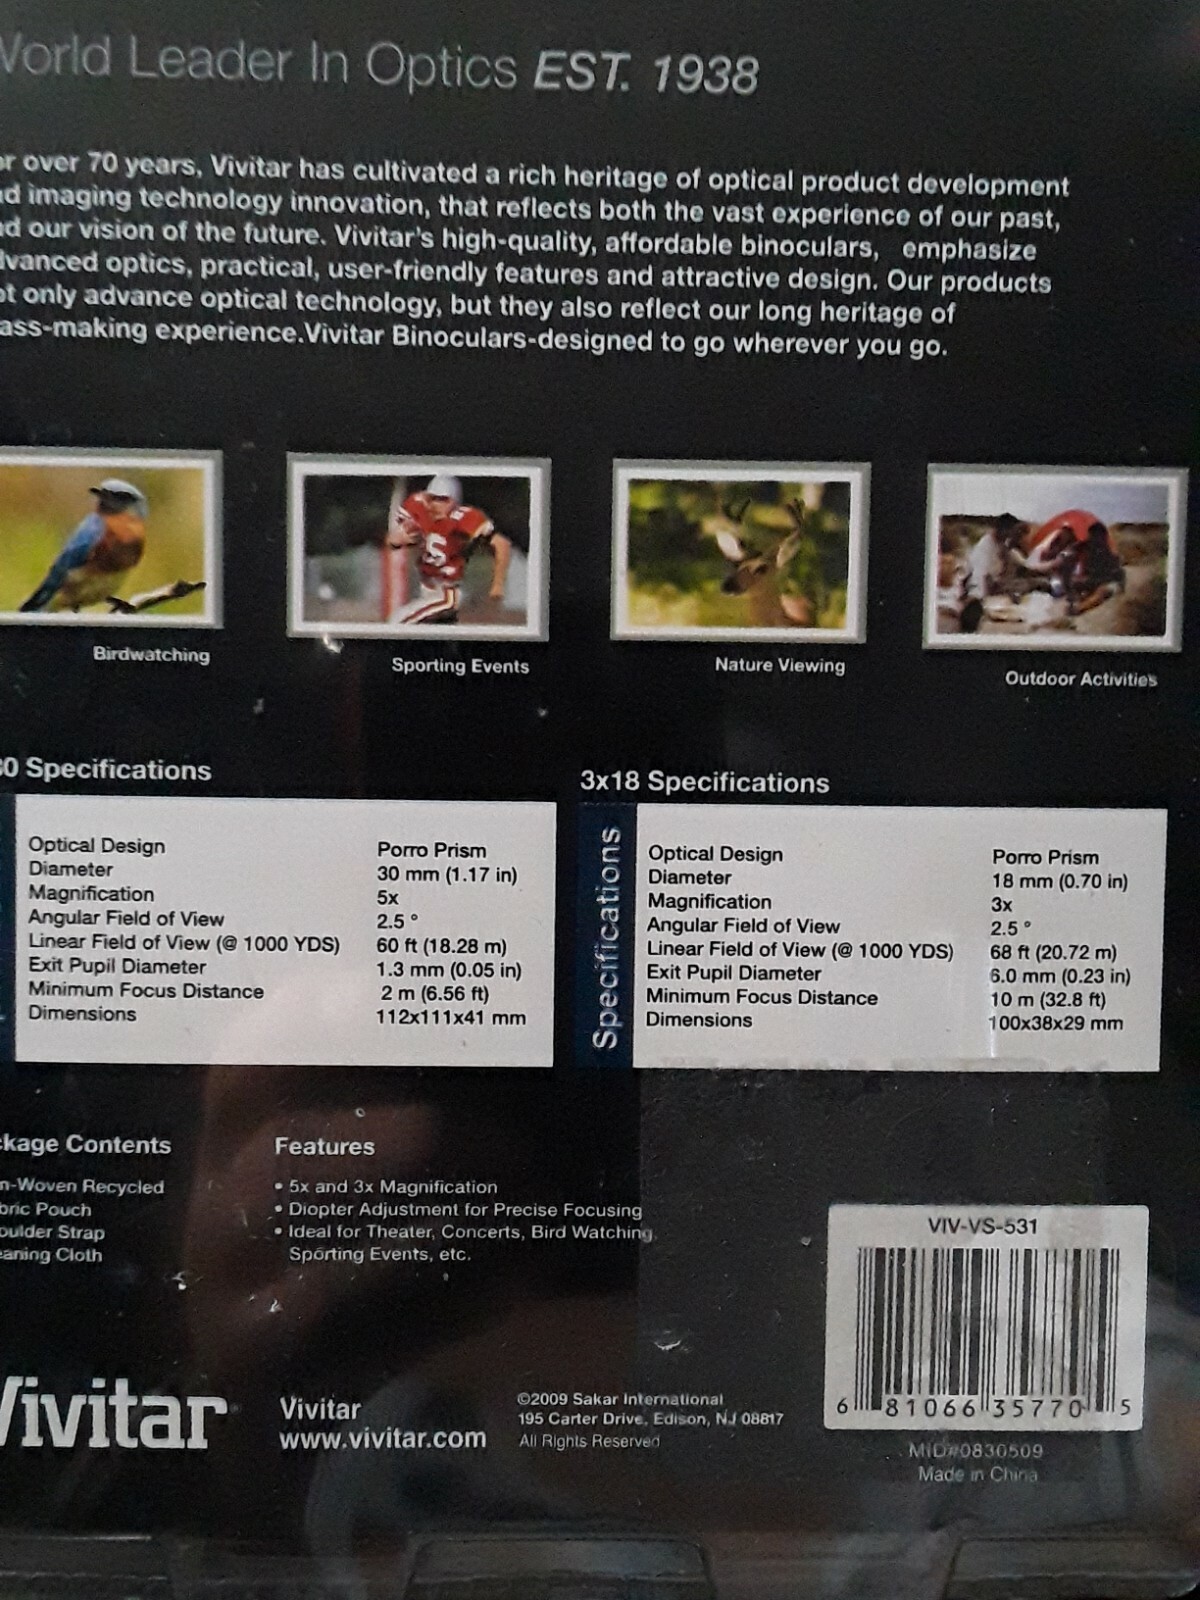 World Leader In Optics EST. 1938
or over 70 years, Vivitar has cultivated a rich heritage of optical product development
nd imaging technology innovation, that reflects both the vast experience of our past,
nd our vision of the future. Vivitar's high-quality, affordable binoculars, emphasize
dvanced optics, practical, user-friendly features and attractive design. Our products
ot only advance optical technology, but they also reflect our long heritage of
ass-making experience.Vivitar Binoculars-designed to go wherever you go.
Birdwatching
Sporting Events
Nature Viewing
Outdoor Activities
30 Specifications
Optical Design Porro Prism
Diameter 30 mm (1.17 in)
Magnification 5x
Angular Field of View 2.5 °
Linear Field of View (@ 1000 YDS) 60 ft (18.28 m)
Exit Pupil Diameter 1.3 mm (0.05 in)
Minimum Focus Distance 2 m (6.56 ft)
Dimensions 112x111x41 mm
3x18 Specifications
Specifications
Optical Design Porro Prism
Diameter 18 mm (0.70 in)
Magnification 3x
Angular Field of View 2.5 °
Linear Field of View (@ 1000 YDS) 68 ft (20.72 m)
Exit Pupil Diameter 6.0 mm (0.23 in)
Minimum Focus Distance 10 m (32.8 ft)
Dimensions 100x38x29 mm
ckage Contents
n-Woven Recycled
bric Pouch
oulder Strap
eaning Cloth
Features
• 5x and 3x Magnification
• Diopter Adjustment for Precise Focusing
• Ideal for Theater, Concerts, Bird Watching,
Sporting Events, etc.
Vivitar
Vivitar
www.vivitar.com
©2009 Sakar International
195 Carter Drive, Edison, NJ 08817
All Rights Reserved
VIV-VS-531
6 81066 35770 5
MID#0830509
Made in China